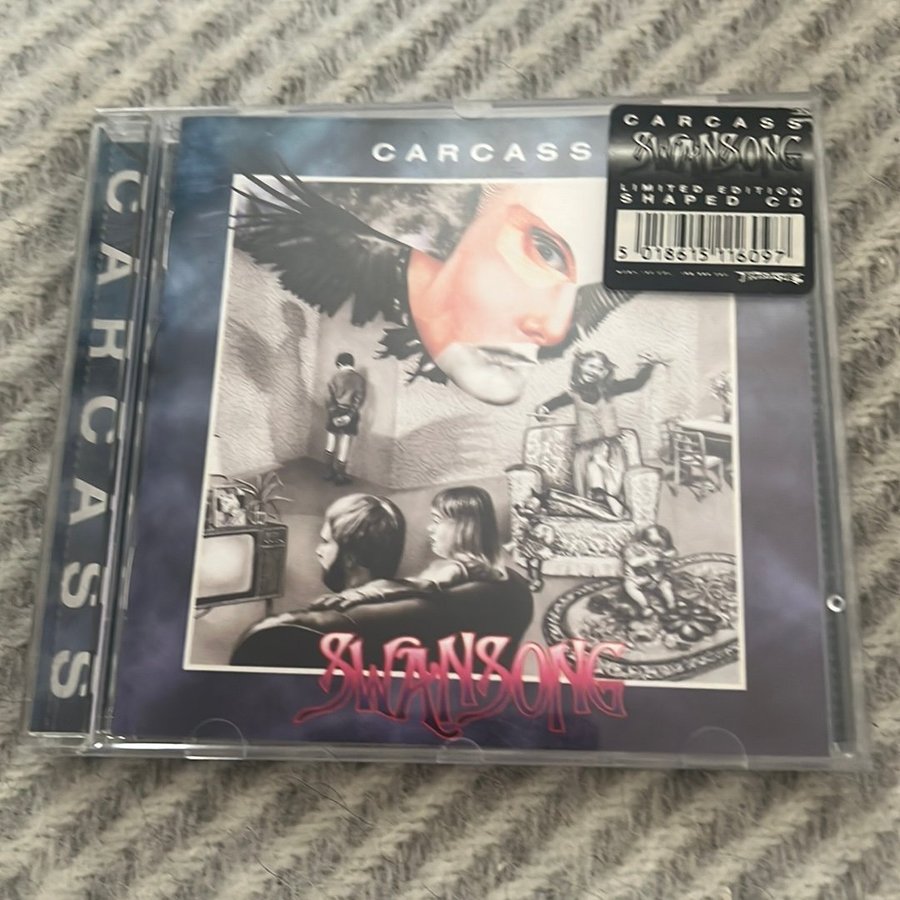 CARCASS
CARCASS
SWANSONG
CARCASS
SWANSONG
LIMITED EDITION
SHAPED CD
5 018615 116097